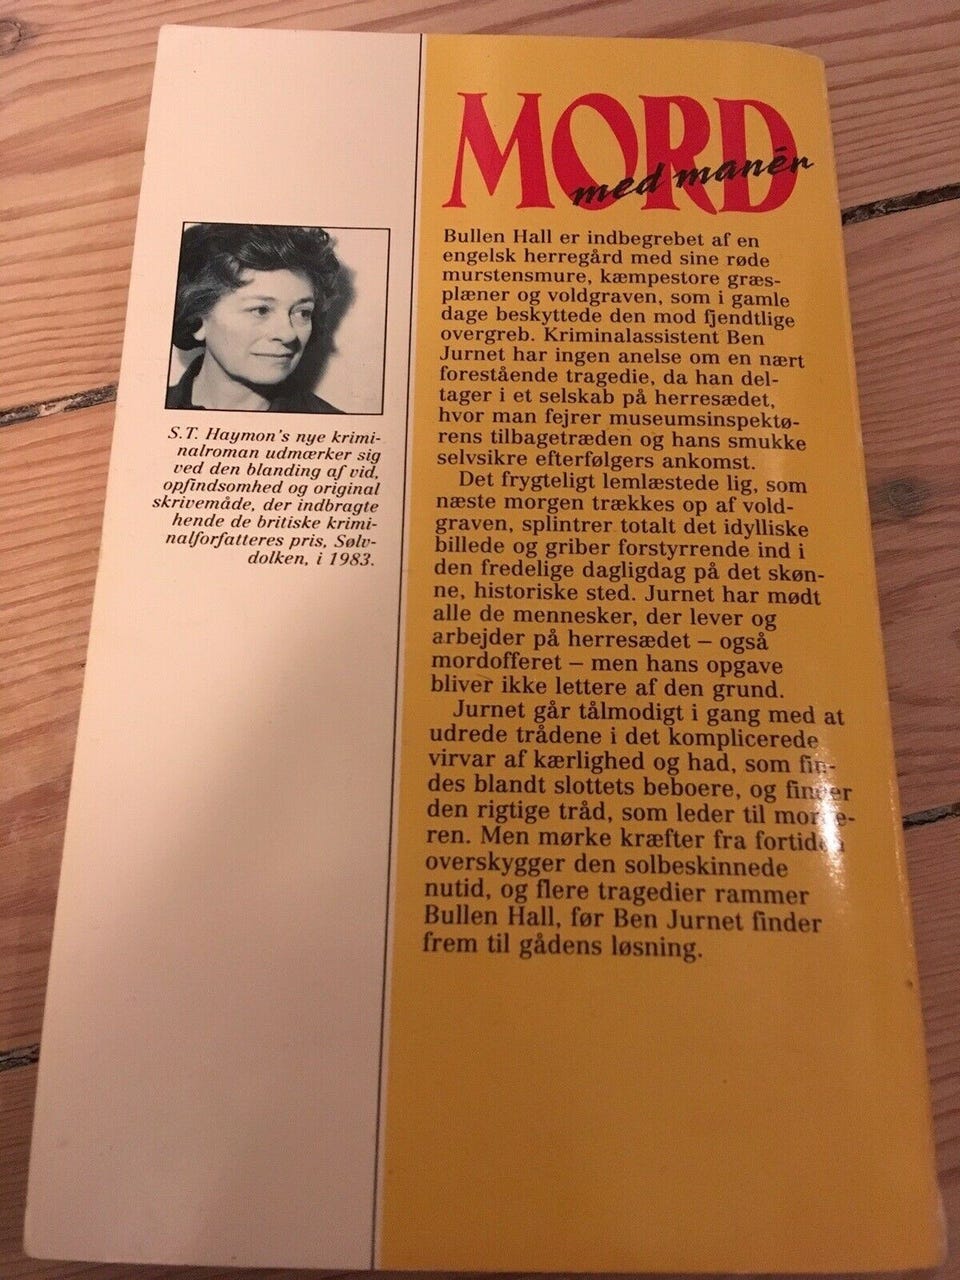 MORD
med manér
Bullen Hall er indbegrebet af en
engelsk herregård med sine røde
murstensmure, kæmpestore græs-
plæner og voldgraven, som i gamle
dage beskyttede den mod fjendtlige
overgreb. Kriminalassistent Ben
Jurnet har ingen anelse om en nært
forestående tragedie, da han del-
tager i et selskab på herresædet,
hvor man fejrer museumsinspektø-
rens tilbagetræden og hans smukke
selvsikre efterfølgers ankomst.
Det frygteligt lemlæstede lig, som
næste morgen trækkes op af vold-
graven, splintrer totalt det idylliske
billede og griber forstyrrende ind i
den fredelige dagligdag på det skøn-
ne, historiske sted. Jurnet har mødt
alle de mennesker, der lever og
arbejder på herresædet – også
mordofferet – men hans opgave
bliver ikke lettere af den grund.
Jurnet går tålmodigt i gang med at
udrede trådene i det komplicerede
virvar af kærlighed og had, som fin-
des blandt slottets beboere, og finder
den rigtige tråd, som leder til morde-
ren. Men mørke kræfter fra fortiden
overskygger den solbeskinnede
nutid, og flere tragedier rammer
Bullen Hall, før Ben Jurnet finder
frem til gådens løsning.
S.T. Haymon's nye krimi-
nalroman udmærker sig
ved den blanding af vid,
opfindsomhed og original
skrivemåde, der indbragte
hende de britiske krimi-
nalforfatteres pris, Sølv-
dolken, i 1983.